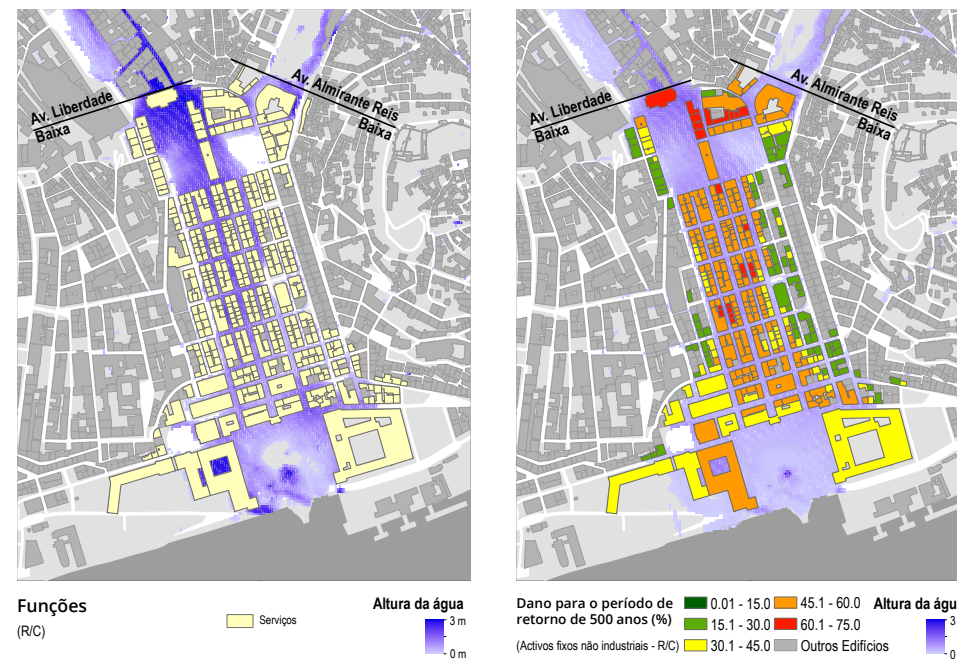 Av. Liberdade
Baixa
Av. Almirante Reis
Baixa
Funções
(R/C)
Serviços
Altura da água
3 m
0 m
Av. Liberdade
Baixa
Av. Almirante Reis
Baixa
Dano para o período de
retorno de 500 anos (%)
(Activos fixos não industriais - R/C)
0.01 - 15.0
15.1 - 30.0
30.1 - 45.0
45.1 - 60.0
60.1 - 75.0
Outros Edifícios
Altura da águ
3
0